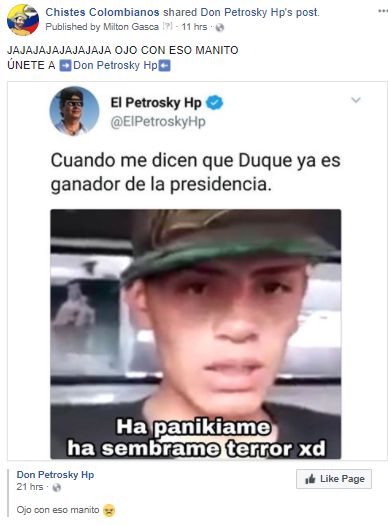 Chistes Colombianos shared Don Petrosky Hp's post.
Published by Milton Gasca [?] · 11 hrs ·
JAJAJAJAJAJAJAJA OJO CON ESO MANITO
ÚNETE A ➡Don Petrosky Hp⬅
El Petrosky Hp
@ElPetroskyHp
Cuando me dicen que Duque ya es
ganador de la presidencia.
Ha panikiame
ha sembrame terror xd
Don Petrosky Hp
21 hrs ·
Like Page
Ojo con eso manito 😠